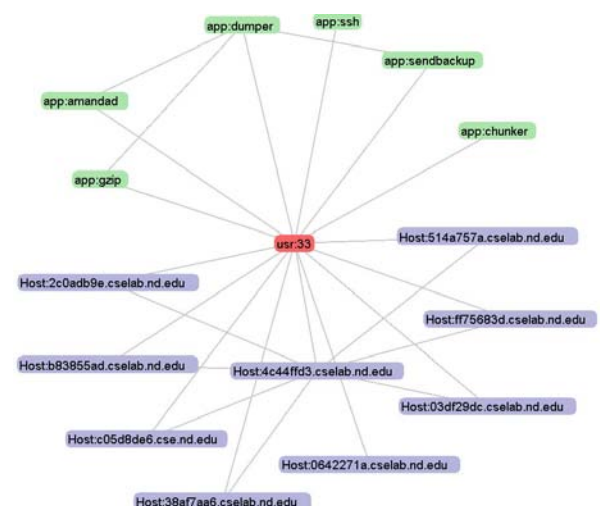 app:ssh
app:dumper
app:sendbackup
app:amandad
app:chunker
app:gzip
usr:33
Host:514a757a.cselab.nd.edu
Host:2c0adb9e.cselab.nd.edu
Host:ff75683d.cselab.nd.edu
Host:b83855ad.cselab.nd.edu
Host:4c44ffd3.cselab.nd.edu
Host:03df29dc.cselab.nd.edu
Host:c05d8de6.cse.nd.edu
Host:0642271a.cselab.nd.edu
Host:38af7aa6.cselab.nd.edu